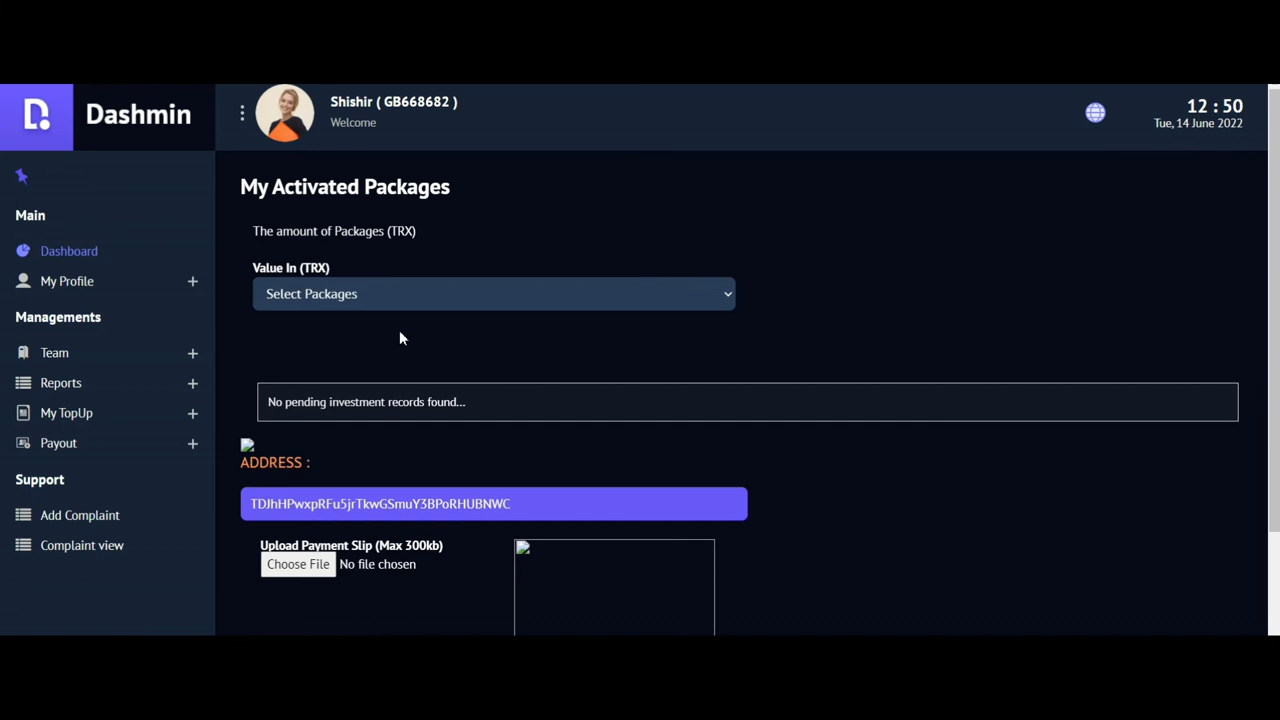 Dashmin
Shishir ( GB668682 )
Welcome
12 : 50
Tue, 14 June 2022
Main
Dashboard
My Profile
Managements
Team
Reports
My TopUp
Payout
Support
Add Complaint
Complaint view
My Activated Packages
The amount of Packages (TRX)
Value In (TRX)
Select Packages
No pending investment records found...
ADDRESS :
TDJhHPwxpRFu5jrTkwGSmuY3BPoRHUBNWC
Upload Payment Slip (Max 300kb)
Choose File No file chosen